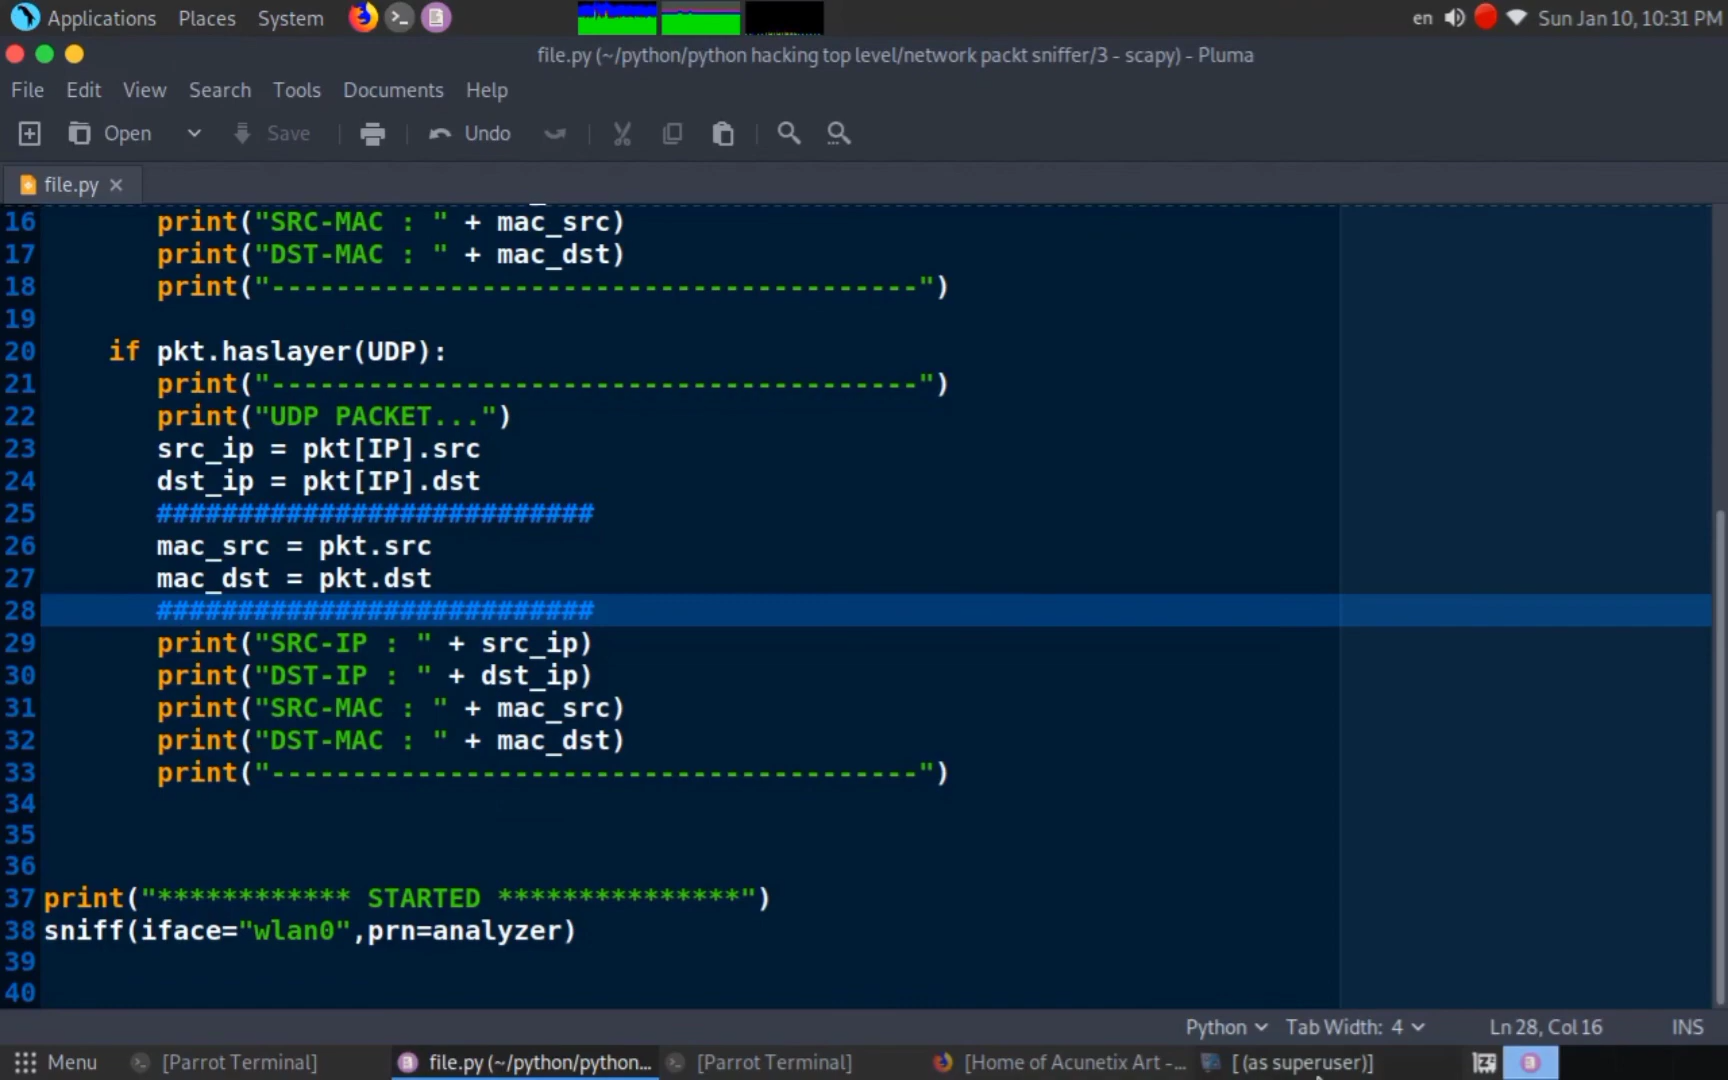 Applications Places System en Sun Jan 10, 10:31 PM
file.py (~/python/python hacking top level/network packt sniffer/3 - scapy) - Pluma
File Edit View Search Tools Documents Help
Open Save Undo
file.py
16 print("SRC-MAC : " + mac_src)
17 print("DST-MAC : " + mac_dst)
18 print("----------------------------------------")
19
20 if pkt.haslayer(UDP):
21 print("----------------------------------------")
22 print("UDP PACKET...")
23 src_ip = pkt[IP].src
24 dst_ip = pkt[IP].dst
25 ###########################
26 mac_src = pkt.src
27 mac_dst = pkt.dst
28 ###########################
29 print("SRC-IP : " + src_ip)
30 print("DST-IP : " + dst_ip)
31 print("SRC-MAC : " + mac_src)
32 print("DST-MAC : " + mac_dst)
33 print("----------------------------------------")
34
35
36
37 print("************ STARTED ***************")
38 sniff(iface="wlan0",prn=analyzer)
39
40
Python Tab Width: 4 Ln 28, Col 16 INS
Menu [Parrot Terminal] file.py (~/python/python... [Parrot Terminal] [Home of Acunetix Art -... [ (as superuser)]